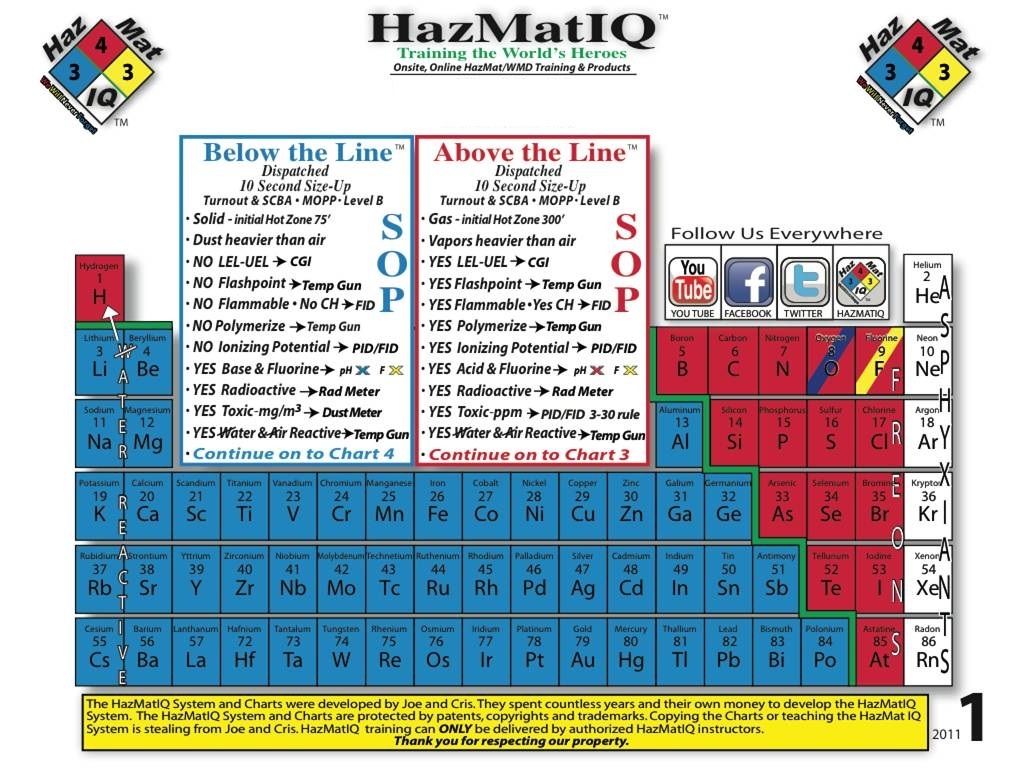 HazMatIQ™
Training the World's Heroes
Onsite, Online HazMat/WMD Training & Products
Haz Mat
4
3 3
IQ
We Will Never Forget
TM
Haz Mat
4
3 3
IQ
We Will Never Forget
TM
Below the Line™
Dispatched
10 Second Size-Up
Turnout & SCBA • MOPP • Level B
• Solid - initial Hot Zone 75'
• Dust heavier than air
• NO LEL-UEL ➔ CGI
• NO Flashpoint ➔ Temp Gun
• NO Flammable • No CH ➔ FID
• NO Polymerize ➔ Temp Gun
• NO Ionizing Potential ➔ PID/FID
• YES Base & Fluorine ➔ pH X F X
• YES Radioactive ➔ Rad Meter
• YES Toxic-mg/m³ ➔ Dust Meter
• YES Water & Air Reactive ➔ Temp Gun
• Continue on to Chart 4
SOP
Above the Line™
Dispatched
10 Second Size-Up
Turnout & SCBA • MOPP • Level B
• Gas - initial Hot Zone 300'
• Vapors heavier than air
• YES LEL-UEL ➔ CGI
• YES Flashpoint ➔ Temp Gun
• YES Flammable • Yes CH ➔ FID
• YES Polymerize ➔ Temp Gun
• YES Ionizing Potential ➔ PID/FID
• YES Acid & Fluorine ➔ pH X F X
• YES Radioactive ➔ Rad Meter
• YES Toxic-ppm ➔ PID/FID 3-30 rule
• YES Water & Air Reactive ➔ Temp Gun
• Continue on to Chart 3
SOP
Follow Us Everywhere
You Tube f t Haz Mat 4 3 3 IQ
YOU TUBE FACEBOOK TWITTER HAZMATIQ
Hydrogen Helium
1 2
H He
Lithium Beryllium Boron Carbon Nitrogen Oxygen Fluorine Neon
3 4 5 6 7 8 9 10
Li Be B C N O F Ne
Sodium Magnesium Aluminum Silicon Phosphorus Sulfur Chlorine Argon
11 12 13 14 15 16 17 18
Na Mg Al Si P S Cl Ar
Potassium Calcium Scandium Titanium Vanadium Chromium Manganese Iron Cobalt Nickel Copper Zinc Galium Germanium Arsenic Selenium Bromine Krypton
19 20 21 22 23 24 25 26 27 28 29 30 31 32 33 34 35 36
K Ca Sc Ti V Cr Mn Fe Co Ni Cu Zn Ga Ge As Se Br Kr
Rubidium Strontium Yttrium Zirconium Niobium Molybdenum Technetium Ruthenium Rhodium Palladium Silver Cadmium Indium Tin Antimony Tellunum Iodine Xenon
37 38 39 40 41 42 43 44 45 46 47 48 49 50 51 52 53 54
Rb Sr Y Zr Nb Mo Tc Ru Rh Pd Ag Cd In Sn Sb Te I Xe
Cesium Barium Lanthanum Hafnium Tantalum Tungsten Rhenium Osmium Iridium Platinum Gold Mercury Thallium Lead Bismuth Polonium Astatine Radon
55 56 57 72 73 74 75 76 77 78 79 80 81 82 83 84 85 86
Cs Ba La Hf Ta W Re Os Ir Pt Au Hg Tl Pb Bi Po At Rn
WATER REACTIVE
FREONS
ASPHYXIANTS
The HazMatIQ System and Charts were developed by Joe and Cris. They spent countless years and their own money to develop the HazMatIQ
System. The HazMatIQ System and Charts are protected by patents, copyrights and trademarks. Copying the Charts or teaching the HazMat IQ
System is stealing from Joe and Cris. HazMatIQ training can ONLY be delivered by authorized HazMatIQ instructors.
Thank you for respecting our property.
2011 1